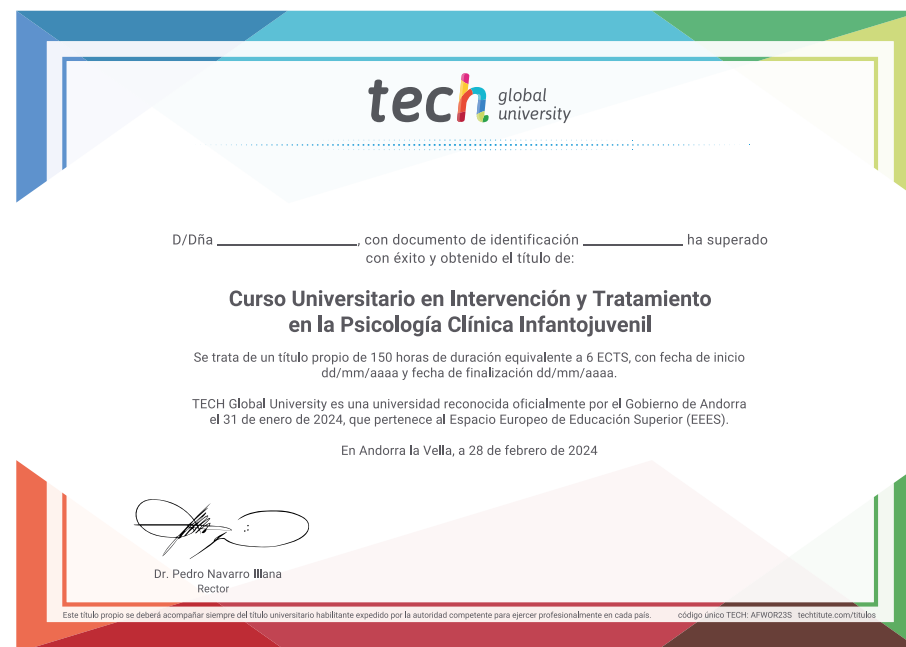 tech global university
D/Dña ____________, con documento de identificación ____________ ha superado
con éxito y obtenido el título de:
Curso Universitario en Intervención y Tratamiento
en la Psicología Clínica Infantojuvenil
Se trata de un título propio de 150 horas de duración equivalente a 6 ECTS, con fecha de inicio
dd/mm/aaaa y fecha de finalización dd/mm/aaaa.
TECH Global University es una universidad reconocida oficialmente por el Gobierno de Andorra
el 31 de enero de 2024, que pertenece al Espacio Europeo de Educación Superior (EEES).
En Andorra la Vella, a 28 de febrero de 2024
Dr. Pedro Navarro Illana
Rector
Este título propio se deberá acompañar siempre del título universitario habilitante expedido por la autoridad competente para ejercer profesionalmente en cada país. código único TECH: AFWOR23S techtitute.com/titulos